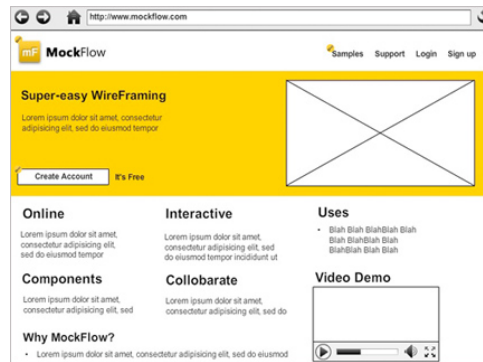 http://www.mockflow.com
mF MockFlow
Samples Support Login Sign up
Super-easy WireFraming
Lorem ipsum dolor sit amet, consectetur
adipisicing elit, sed do eiusmod tempor
Create Account It's Free
Online
Lorem ipsum dolor sit amet,
consectetur adipisicing elit,
sed do eiusmod tempor
Interactive
Lorem ipsum dolor sit amet,
consectetur adipisicing elit, sed
do eiusmod tempor incididunt ut
Uses
• Blah Blah BlahBlah Blah
Blah BlahBlah Blah
BlahBlah Blah Blah
Components
Lorem ipsum dolor sit amet,
consectetur adipisicing elit, sed
Collobarate
Lorem ipsum dolor sit amet,
consectetur adipisicing elit, sed do
Video Demo
Why MockFlow?
• Lorem ipsum dolor sit amet, consectetur adipisicing elit, sed do eiusmod